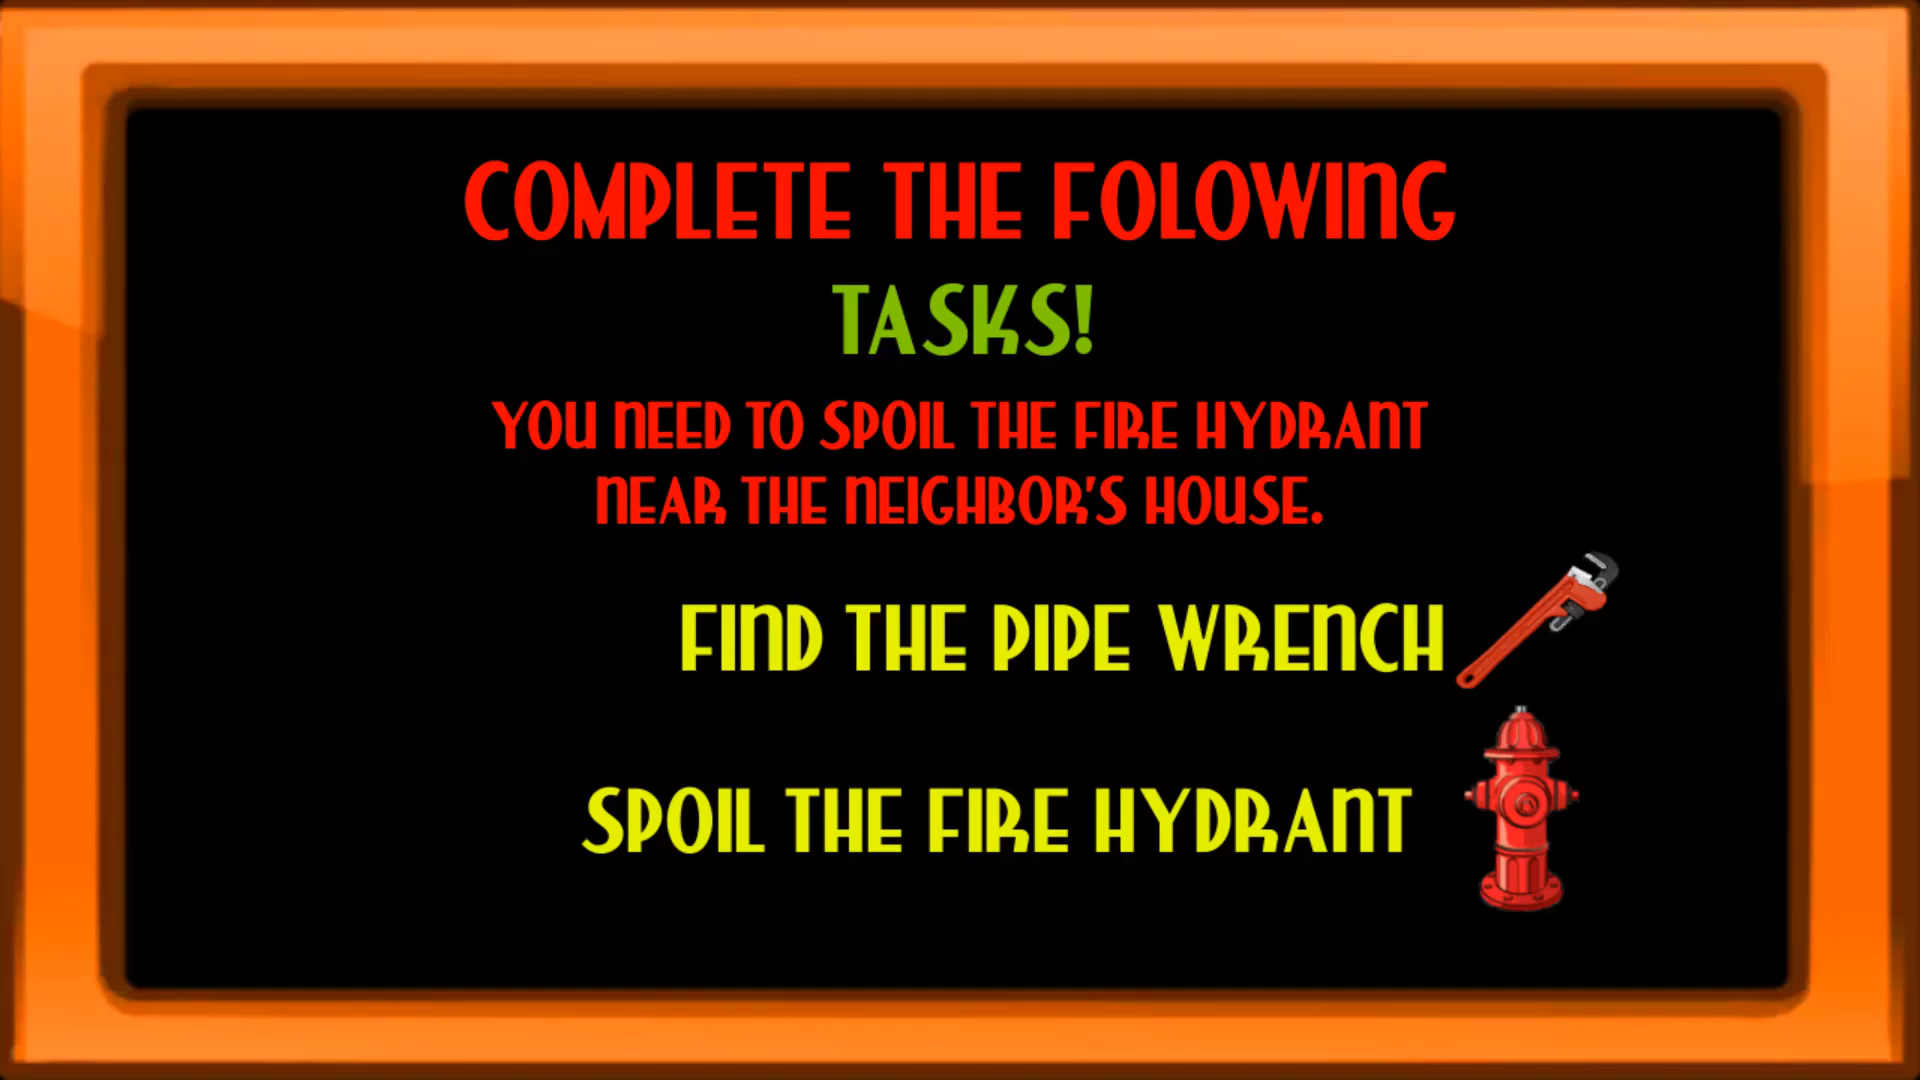 COMPLETE THE FOLOWING
TASKS!
YOU NEED TO SPOIL THE FIRE HYDRANT
NEAR THE NEIGHBOR'S HOUSE.
FIND THE PIPE WRENCH
SPOIL THE FIRE HYDRANT